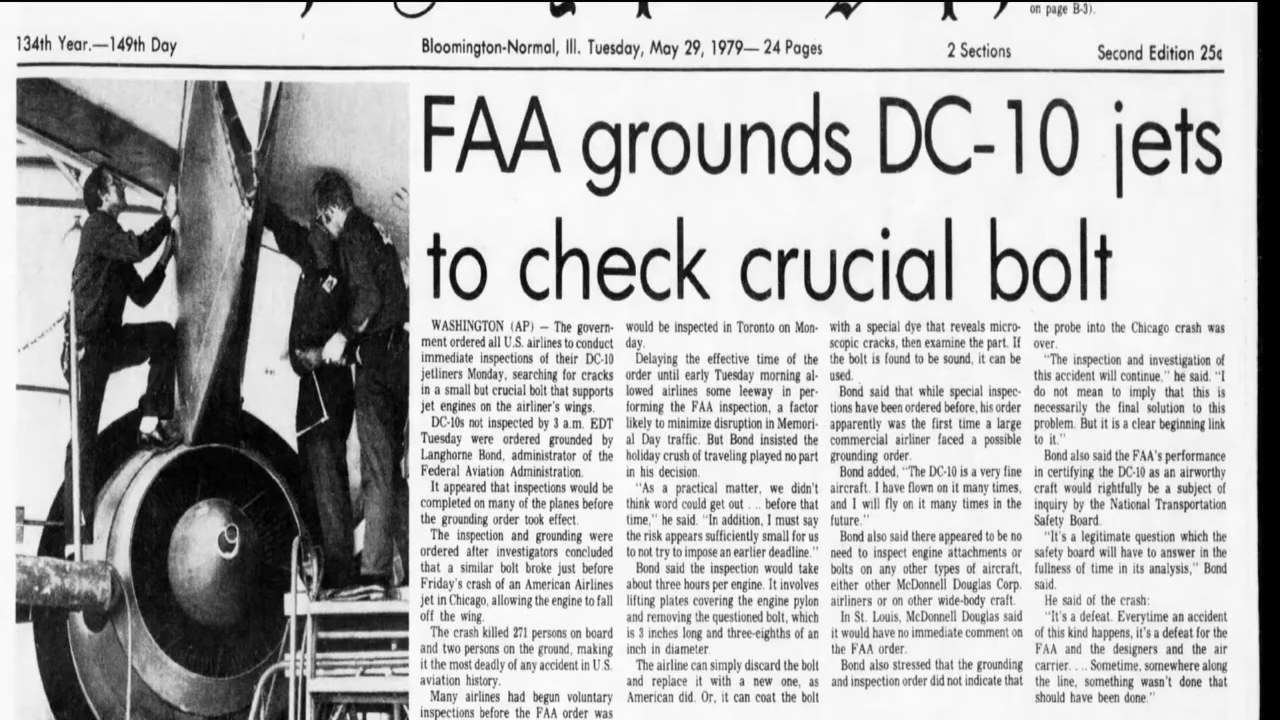 on page B-3).
134th Year.—149th Day
Bloomington-Normal, Ill. Tuesday, May 29, 1979— 24 Pages
2 Sections
Second Edition 25¢
FAA grounds DC-10 jets
to check crucial bolt
WASHINGTON (AP) — The govern-
ment ordered all U.S. airlines to conduct
immediate inspections of their DC-10
jetliners Monday, searching for cracks
in a small but crucial bolt that supports
jet engines on the airliner's wings.
DC-10s not inspected by 3 a.m. EDT
Tuesday were ordered grounded by
Langhorne Bond, administrator of the
Federal Aviation Administration.
It appeared that inspections would be
completed on many of the planes before
the grounding order took effect.
The inspection and grounding were
ordered after investigators concluded
that a similar bolt broke just before
Friday's crash of an American Airlines
jet in Chicago, allowing the engine to fall
off the wing.
The crash killed 271 persons on board
and two persons on the ground, making
it the most deadly of any accident in U.S.
aviation history.
Many airlines had begun voluntary
inspections before the FAA order was
would be inspected in Toronto on Mon-
day.
Delaying the effective time of the
order until early Tuesday morning al-
lowed airlines some leeway in per-
forming the FAA inspection, a factor
likely to minimize disruption in Memori-
al Day traffic. But Bond insisted the
holiday crush of traveling played no part
in his decision.
"As a practical matter, we didn't
think word could get out . .. before that
time," he said. "In addition, I must say
the risk appears sufficiently small for us
to not try to impose an earlier deadline."
Bond said the inspection would take
about three hours per engine. It involves
lifting plates covering the engine pylon
and removing the questioned bolt, which
is 3 inches long and three-eighths of an
inch in diameter.
The airline can simply discard the bolt
and replace it with a new one, as
American did. Or, it can coat the bolt
with a special dye that reveals micro-
scopic cracks, then examine the part. If
the bolt is found to be sound, it can be
used.
Bond said that while special inspec-
tions have been ordered before, his order
apparently was the first time a large
commercial airliner faced a possible
grounding order.
Bond added, "The DC-10 is a very fine
aircraft. I have flown on it many times,
and I will fly on it many times in the
future."
Bond also said there appeared to be no
need to inspect engine attachments or
bolts on any other types of aircraft,
either other McDonnell Douglas Corp.
airliners or on other wide-body craft.
In St. Louis, McDonnell Douglas said
it would have no immediate comment on
the FAA order.
Bond also stressed that the grounding
and inspection order did not indicate that
the probe into the Chicago crash was
over.
"The inspection and investigation of
this accident will continue," he said. "I
do not mean to imply that this is
necessarily the final solution to this
problem. But it is a clear beginning link
to it."
Bond also said the FAA's performance
in certifying the DC-10 as an airworthy
craft would rightfully be a subject of
inquiry by the National Transportation
Safety Board.
"It's a legitimate question which the
safety board will have to answer in the
fullness of time in its analysis," Bond
said.
He said of the crash:
"It's a defeat. Everytime an accident
of this kind happens, it's a defeat for the
FAA and the designers and the air
carrier. . .. Sometime, somewhere along
the line, something wasn't done that
should have been done."